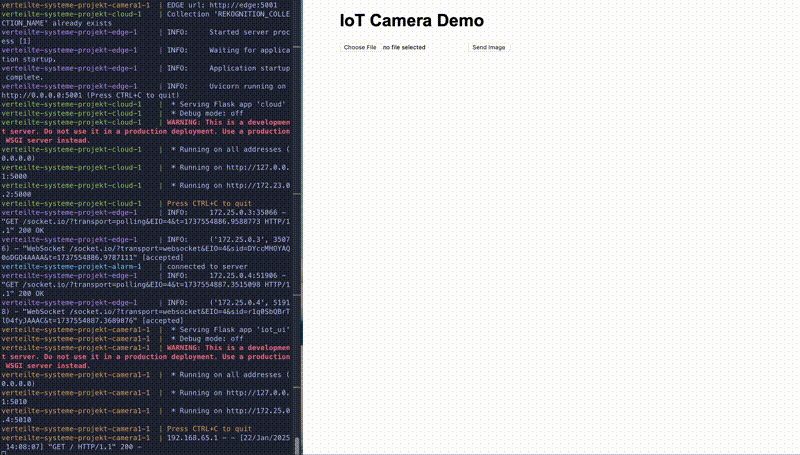 verteilte-systeme-projekt-camera1-1  | EDGE url: http://edge:5001
verteilte-systeme-projekt-cloud-1    | Collection 'REKOGNITION_COLLE
CTION_NAME' already exists
verteilte-systeme-projekt-edge-1     | INFO:     Started server proc
ess [1]
verteilte-systeme-projekt-edge-1     | INFO:     Waiting for applica
tion startup.
verteilte-systeme-projekt-edge-1     | INFO:     Application startup
 complete.
verteilte-systeme-projekt-edge-1     | INFO:     Uvicorn running on
http://0.0.0.0:5001 (Press CTRL+C to quit)
verteilte-systeme-projekt-cloud-1    |  * Serving Flask app 'cloud'
verteilte-systeme-projekt-cloud-1    |  * Debug mode: off
verteilte-systeme-projekt-cloud-1    | WARNING: This is a developmen
t server. Do not use it in a production deployment. Use a production
 WSGI server instead.
verteilte-systeme-projekt-cloud-1    |  * Running on all addresses (
0.0.0.0)
verteilte-systeme-projekt-cloud-1    |  * Running on http://127.0.0.
1:5000
verteilte-systeme-projekt-cloud-1    |  * Running on http://172.23.0
.2:5000
verteilte-systeme-projekt-cloud-1    | Press CTRL+C to quit
verteilte-systeme-projekt-edge-1     | INFO:     172.25.0.3:35066 -
"GET /socket.io/?transport=polling&EIO=4&t=1737554886.9588773 HTTP/1
.1" 200 OK
verteilte-systeme-projekt-edge-1     | INFO:     ('172.25.0.3', 3507
6) - "WebSocket /socket.io/?transport=websocket&EIO=4&sid=DYccMHOYAQ
0oDGQ4AAAA&t=1737554886.9787111" [accepted]
verteilte-systeme-projekt-alarm-1    | connected to server
verteilte-systeme-projekt-edge-1     | INFO:     172.25.0.4:51906 -
"GET /socket.io/?transport=polling&EIO=4&t=1737554887.3515098 HTTP/1
.1" 200 OK
verteilte-systeme-projekt-edge-1     | INFO:     ('172.25.0.4', 5191
8) - "WebSocket /socket.io/?transport=websocket&EIO=4&sid=r1q0SbQBrT
lD4fyJAAAC&t=1737554887.3689876" [accepted]
verteilte-systeme-projekt-camera1-1  |  * Serving Flask app 'iot_ui'
verteilte-systeme-projekt-camera1-1  |  * Debug mode: off
verteilte-systeme-projekt-camera1-1  | WARNING: This is a developmen
t server. Do not use it in a production deployment. Use a production
 WSGI server instead.
verteilte-systeme-projekt-camera1-1  |  * Running on all addresses (
0.0.0.0)
verteilte-systeme-projekt-camera1-1  |  * Running on http://127.0.0.
1:5010
verteilte-systeme-projekt-camera1-1  |  * Running on http://172.25.0
.4:5010
verteilte-systeme-projekt-camera1-1  | Press CTRL+C to quit
verteilte-systeme-projekt-camera1-1  | 192.168.65.1 - - [22/Jan/2025
 14:08:07] "GET / HTTP/1.1" 200 -
IoT Camera Demo
Choose File no file selected Send Image